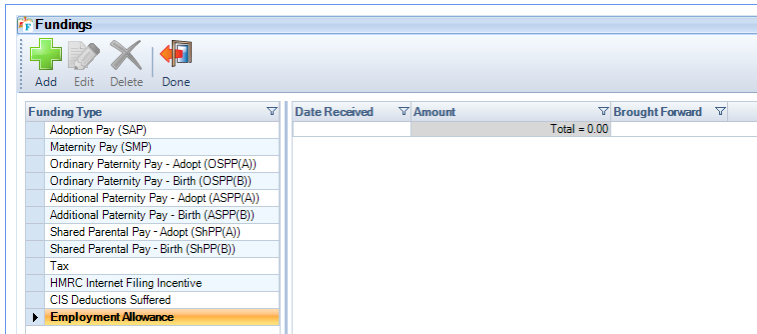 Fundings
Add Edit Delete Done
Funding Type Date Received Amount Brought Forward
Total = 0.00
Adoption Pay (SAP)
Maternity Pay (SMP)
Ordinary Paternity Pay - Adopt (OSPP(A))
Ordinary Paternity Pay - Birth (OSPP(B))
Additional Paternity Pay - Adopt (ASPP(A))
Additional Paternity Pay - Birth (ASPP(B))
Shared Parental Pay - Adopt (ShPP(A))
Shared Parental Pay - Birth (ShPP(B))
Tax
HMRC Internet Filing Incentive
CIS Deductions Suffered
Employment Allowance